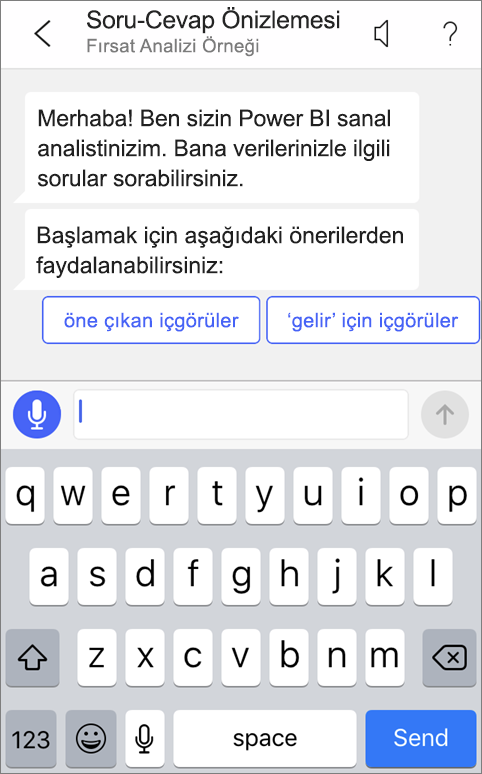 Soru-Cevap Önizlemesi
Fırsat Analizi Örneği
?
Merhaba! Ben sizin Power BI sanal
analistinizim. Bana verilerinizle ilgili
sorular sorabilirsiniz.
Başlamak için aşağıdaki önerilerden
faydalanabilirsiniz:
öne çıkan içgörüler
‘gelir’ için içgörüler
q w e r t y u i o p
a s d f g h j k l
z x c v b n m
123 space Send